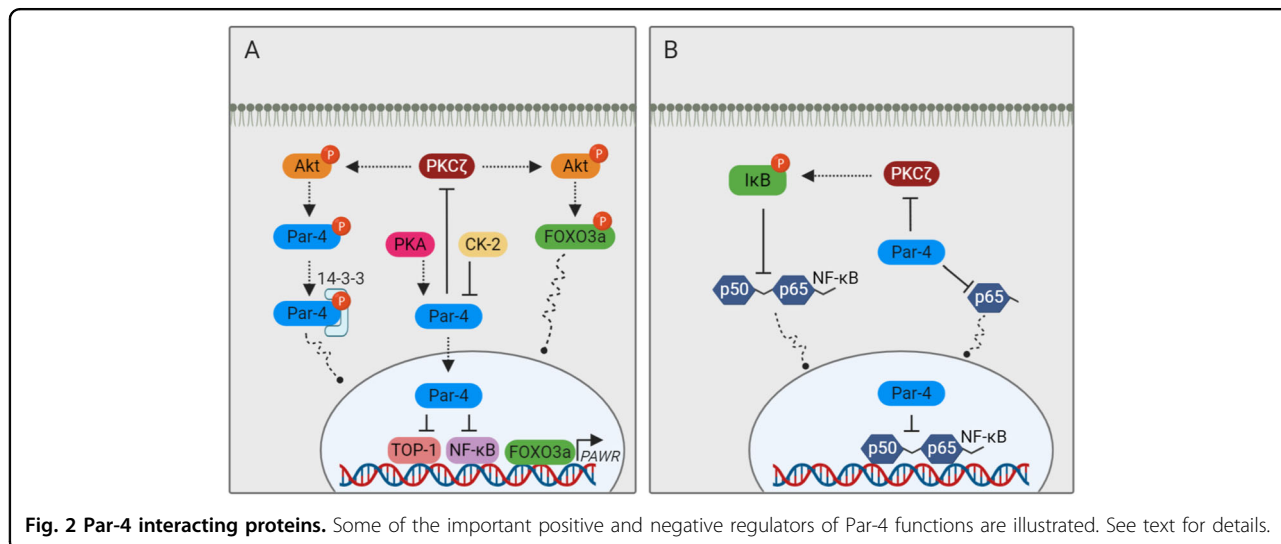 A
Akt P
PKCζ
Akt P
Par-4 P
PKA
CK-2
FOXO3a P
14-3-3
Par-4 P
Par-4
Par-4
TOP-1
NF-κB
FOXO3a
PAWR
B
IκB P
PKCζ
Par-4
p50 p65 NF-κB
p65
Par-4
p50 p65 NF-κB
Fig. 2 Par-4 interacting proteins. Some of the important positive and negative regulators of Par-4 functions are illustrated. See text for details.